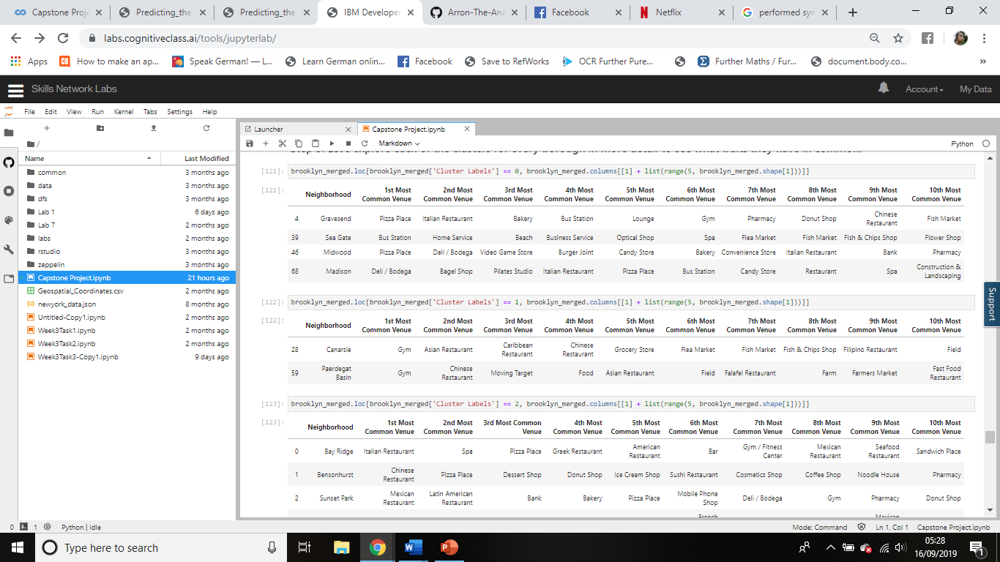 Capstone Proje
Predicting_the
Predicting_the
IBM Developer
Arron-The-Ana
Facebook
Netflix
performed syn
labs.cognitiveclass.ai/tools/jupyterlab/
Apps
How to make an ap...
Speak German! — L...
Learn German onlin...
Facebook
Save to RefWorks
OCR Further Pure...
Further Maths / Fur...
document.body.co...
Skills Network Labs
Account
My Data
File Edit View Run Kernel Tabs Settings Help
/
Name Last Modified
common 3 months ago
data 3 months ago
dfs 3 months ago
Lab 1 6 days ago
Lab 7 2 months ago
labs 2 months ago
rstudio 3 months ago
zeppelin 3 months ago
Capstone Project.ipynb 21 hours ago
Geospatial_Coordinates.csv 2 months ago
newyork_data.json 8 months ago
Untitled-Copy1.ipynb 2 months ago
Week3Task1.ipynb 2 months ago
Week3Task2.ipynb 2 months ago
Week3Task3-Copy1.ipynb 9 days ago
Launcher
Capstone Project.ipynb
Markdown
Python
[121]: brooklyn_merged.loc[brooklyn_merged['Cluster Labels'] == 0, brooklyn_merged.columns[[1] + list(range(5, brooklyn_merged.shape[1]))]]
[121]:
Neighborhood 1st Most Common Venue 2nd Most Common Venue 3rd Most Common Venue 4th Most Common Venue 5th Most Common Venue 6th Most Common Venue 7th Most Common Venue 8th Most Common Venue 9th Most Common Venue 10th Most Common Venue
4 Gravesend Pizza Place Italian Restaurant Bakery Bus Station Lounge Gym Pharmacy Donut Shop Chinese Restaurant Fish Market
39 Sea Gate Bus Station Home Service Beach Business Service Optical Shop Spa Flea Market Fish Market Fish & Chips Shop Flower Shop
46 Midwood Pizza Place Deli / Bodega Video Game Store Burger Joint Candy Store Bakery Convenience Store Italian Restaurant Bank Pharmacy
68 Madison Deli / Bodega Bagel Shop Pilates Studio Italian Restaurant Pizza Place Bus Station Candy Store Restaurant Spa Construction & Landscaping
[122]: brooklyn_merged.loc[brooklyn_merged['Cluster Labels'] == 1, brooklyn_merged.columns[[1] + list(range(5, brooklyn_merged.shape[1]))]]
[122]:
Neighborhood 1st Most Common Venue 2nd Most Common Venue 3rd Most Common Venue 4th Most Common Venue 5th Most Common Venue 6th Most Common Venue 7th Most Common Venue 8th Most Common Venue 9th Most Common Venue 10th Most Common Venue
28 Canarsie Gym Asian Restaurant Caribbean Restaurant Chinese Restaurant Grocery Store Flea Market Fish Market Fish & Chips Shop Filipino Restaurant Field
59 Paerdegat Basin Gym Chinese Restaurant Moving Target Food Asian Restaurant Field Falafel Restaurant Farm Farmers Market Fast Food Restaurant
[123]: brooklyn_merged.loc[brooklyn_merged['Cluster Labels'] == 2, brooklyn_merged.columns[[1] + list(range(5, brooklyn_merged.shape[1]))]]
[123]:
Neighborhood 1st Most Common Venue 2nd Most Common Venue 3rd Most Common Venue 4th Most Common Venue 5th Most Common Venue 6th Most Common Venue 7th Most Common Venue 8th Most Common Venue 9th Most Common Venue 10th Most Common Venue
0 Bay Ridge Italian Restaurant Spa Pizza Place Greek Restaurant American Restaurant Bar Gym / Fitness Center Mexican Restaurant Seafood Restaurant Sandwich Place
1 Bensonhurst Chinese Restaurant Pizza Place Dessert Shop Donut Shop Ice Cream Shop Sushi Restaurant Cosmetics Shop Coffee Shop Noodle House Pharmacy
2 Sunset Park Mexican Restaurant Latin American Restaurant Bank Bakery Pizza Place Mobile Phone Shop Deli / Bodega Gym Pharmacy Donut Shop
Support
0 1 Python | Idle
Mode: Command Ln 1, Col 1 Capstone Project.ipynb
Type here to search
05:28
16/09/2019
1